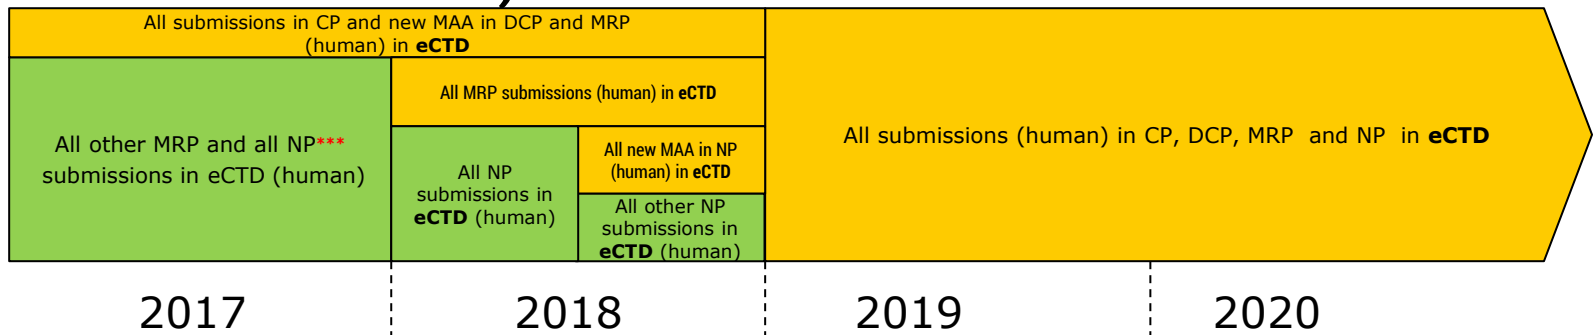 All submissions in CP and new MAA in DCP and MRP
(human) in eCTD
All MRP submissions (human) in eCTD
All other MRP and all NP***
submissions in eCTD (human)
All NP
submissions in
eCTD (human)
All new MAA in NP
(human) in eCTD
All other NP
submissions in
eCTD (human)
All submissions (human) in CP, DCP, MRP and NP in eCTD
2017
2018
2019
2020